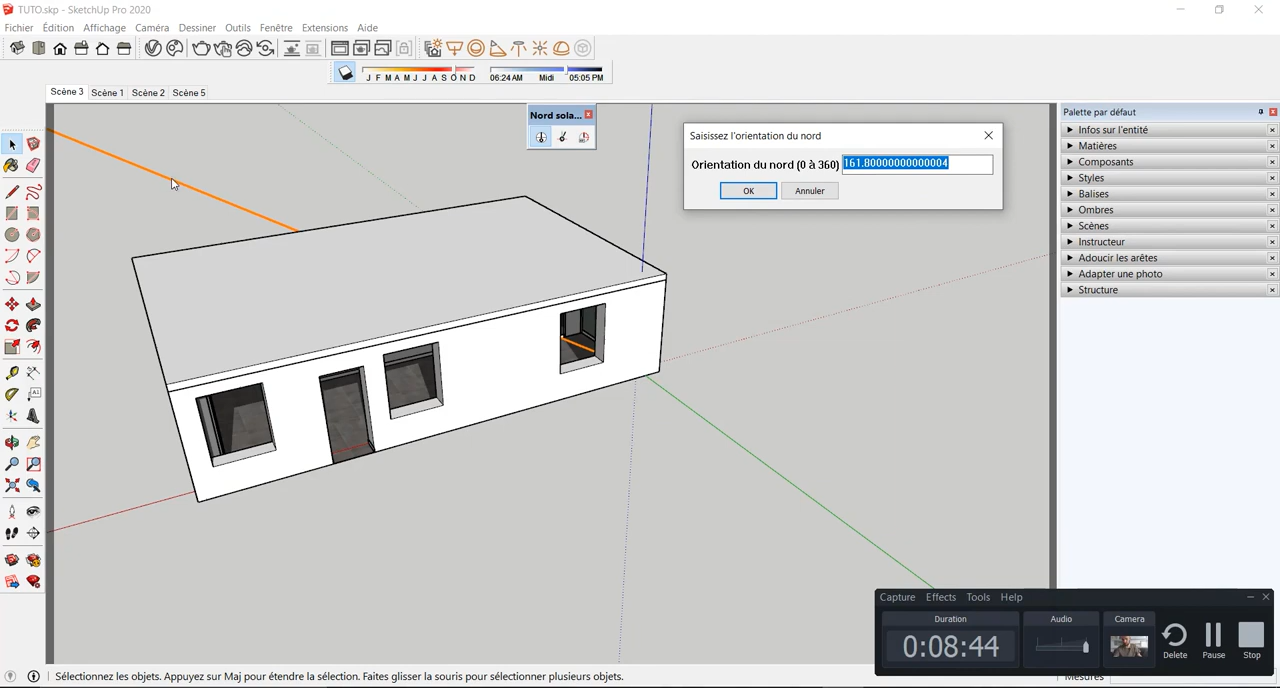 TUTO.skp - SketchUp Pro 2020
Fichier Édition Affichage Caméra Dessiner Outils Fenêtre Extensions Aide
J F M A M J J A S O N D 06:24 AM Midi 05:05 PM
Scène 3 Scène 1 Scène 2 Scène 5
Nord sola...
Saisissez l'orientation du nord
Orientation du nord (0 à 360) 161.80000000000004
OK Annuler
Palette par défaut
Infos sur l'entité
Matières
Composants
Styles
Balises
Ombres
Scènes
Instructeur
Adoucir les arêtes
Adapter une photo
Structure
Capture Effects Tools Help
Duration Audio Camera
0:08:44
Delete Pause Stop
Sélectionnez les objets. Appuyez sur Maj pour étendre la sélection. Faites glisser la souris pour sélectionner plusieurs objets.
Mesures